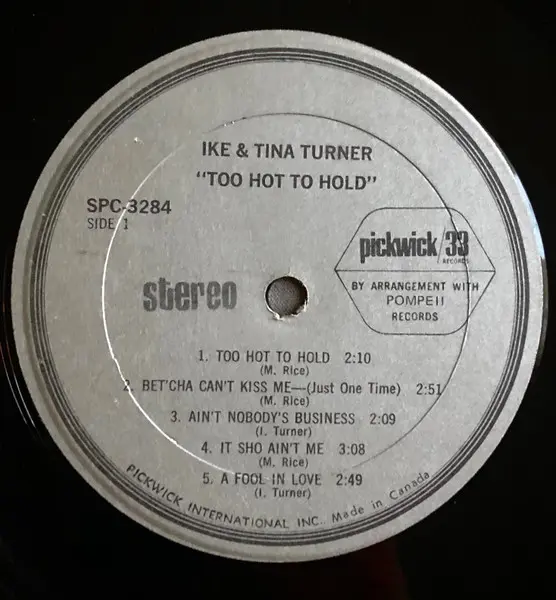 IKE & TINA TURNER
"TOO HOT TO HOLD"
SPC-3284
SIDE 1
pickwick/33
RECORDS
BY ARRANGEMENT WITH
POMPEII
RECORDS
stereo
1. TOO HOT TO HOLD 2:10
(M. Rice)
2. BET'CHA CAN'T KISS ME—(Just One Time) 2:51
(M. Rice)
3. AIN'T NOBODY'S BUSINESS 2:09
(I. Turner)
4. IT SHO AIN'T ME 3:08
(M. Rice)
5. A FOOL IN LOVE 2:49
(I. Turner)
PICKWICK INTERNATIONAL INC. Made in Canada